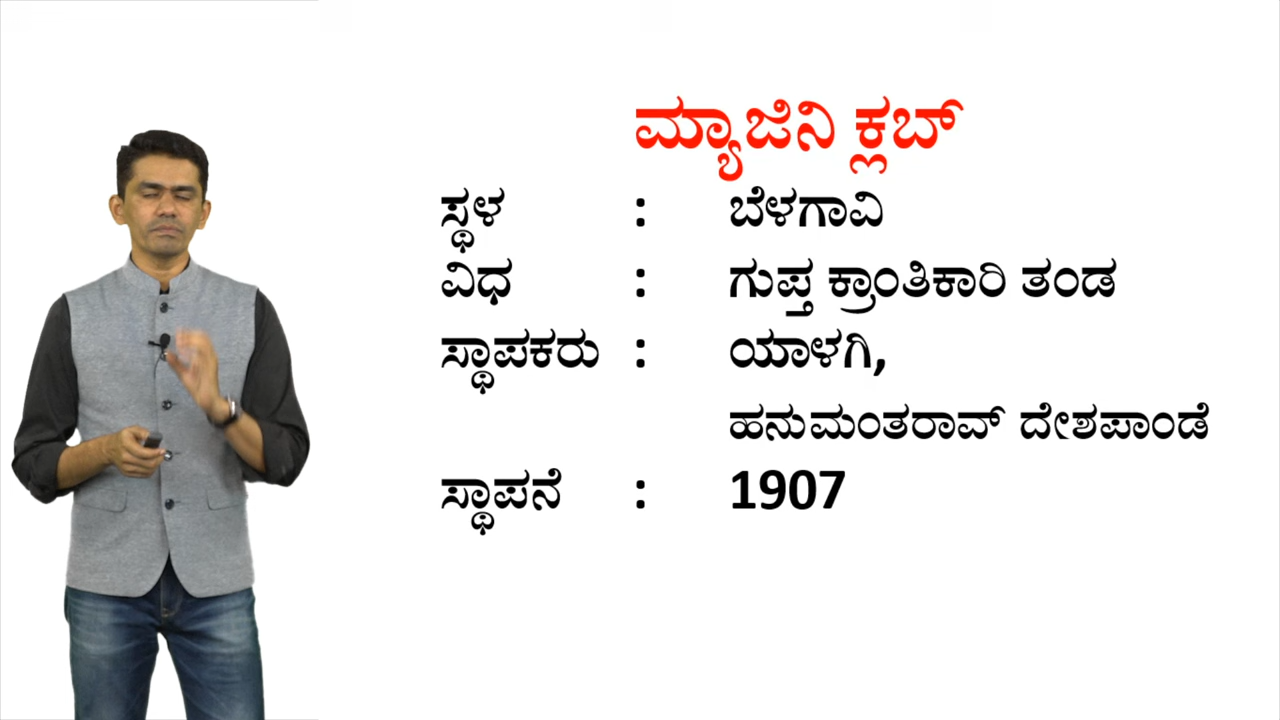 ಮ್ಯಾಜಿನಿ ಕ್ಲಬ್
ಸ್ಥಳ : ಬೆಳಗಾವಿ
ವಿಧ : ಗುಪ್ತ ಕ್ರಾಂತಿಕಾರಿ ತಂಡ
ಸ್ಥಾಪಕರು : ಯಾಳಗಿ,
ಹನುಮಂತರಾವ್ ದೇಶಪಾಂಡೆ
ಸ್ಥಾಪನೆ : 1907